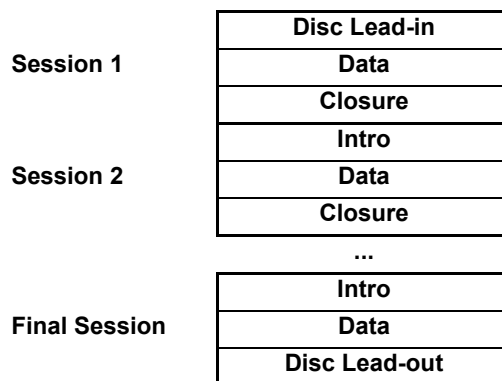 Disc Lead-in
Session 1 Data
Closure
Intro
Session 2 Data
Closure
...
Intro
Final Session Data
Disc Lead-out